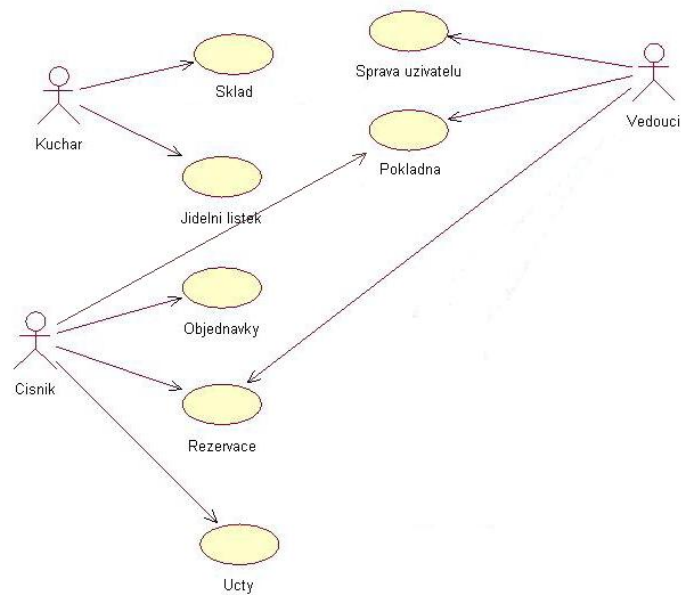 Sklad
Sprava uzivatelu
Kuchar
Vedouci
Pokladna
Jidelni listek
Objednavky
Cisnik
Rezervace
Ucty